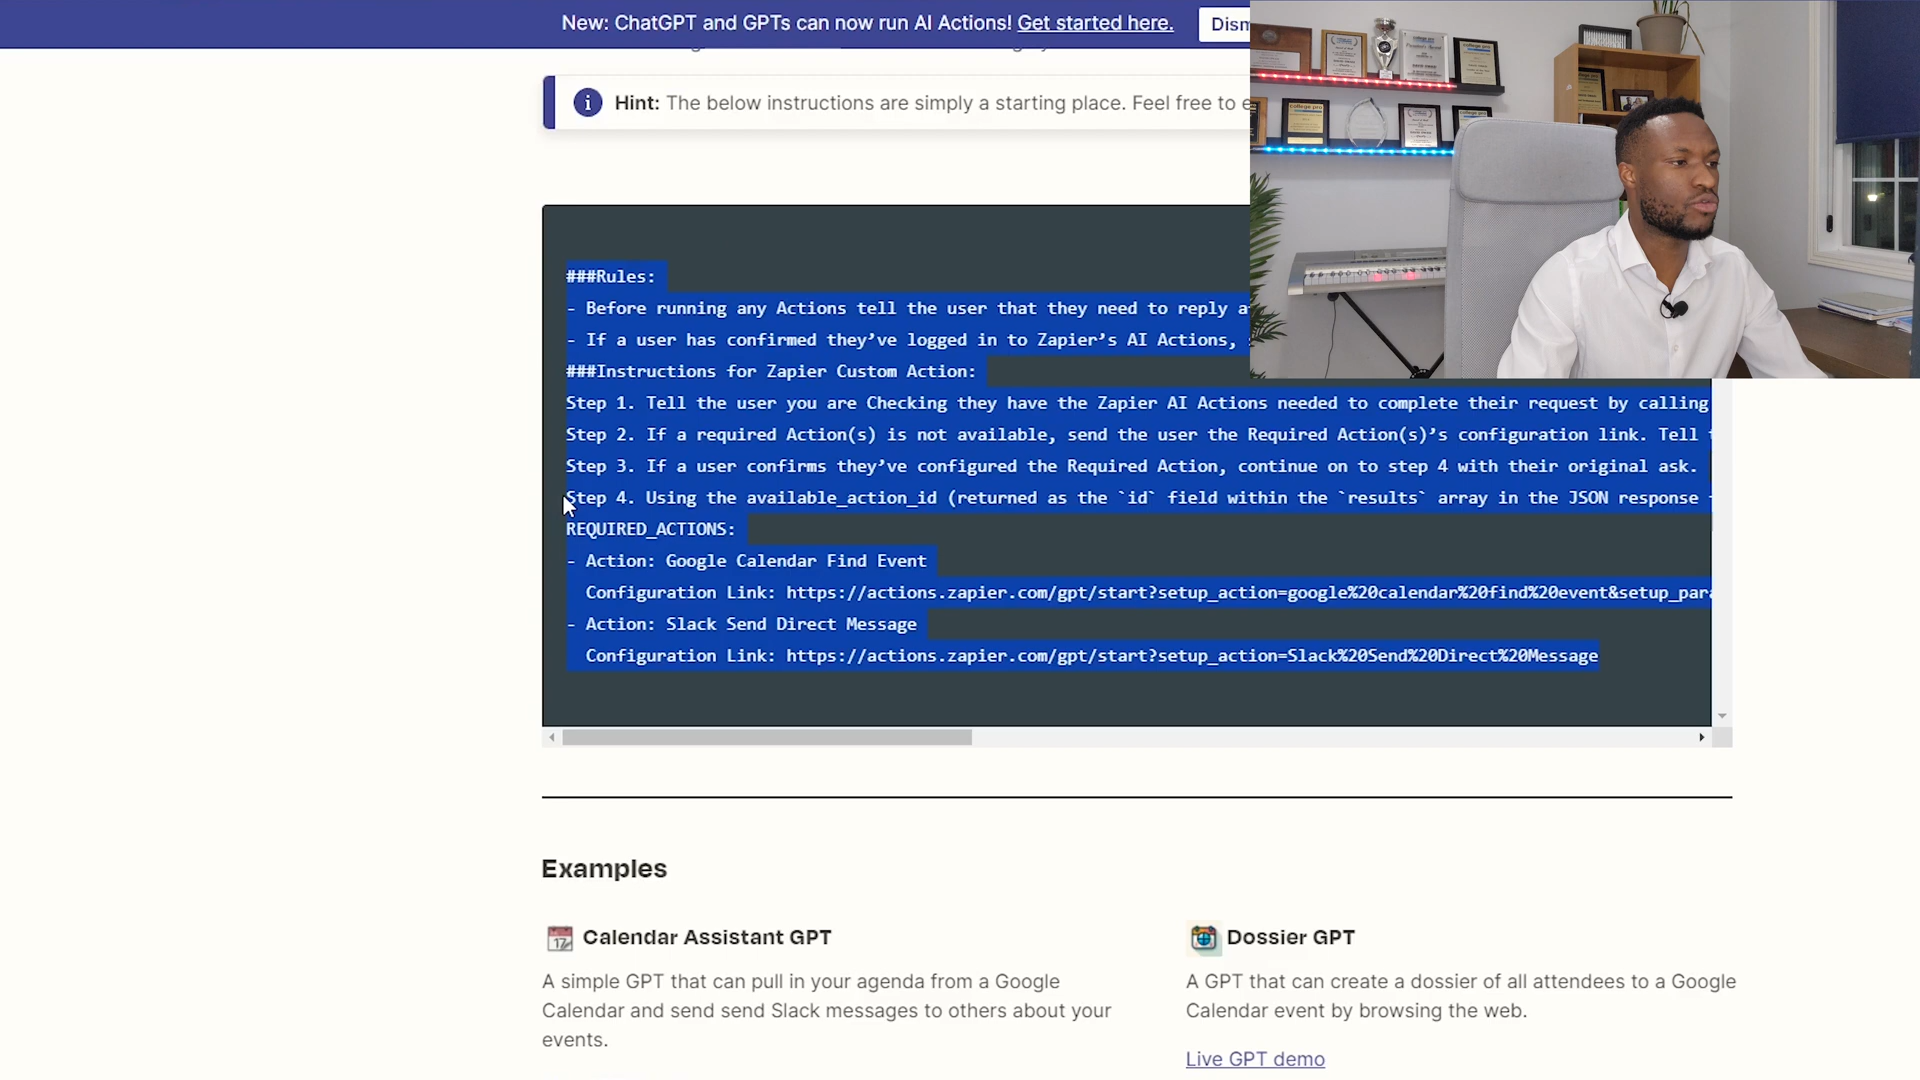 New: ChatGPT and GPTs can now run AI Actions! Get started here.
Hint: The below instructions are simply a starting place. Feel free to
###Rules:
- Before running any Actions tell the user that they need to reply
- If a user has confirmed they’ve logged in to Zapier’s AI Actions,
###Instructions for Zapier Custom Action:
Step 1. Tell the user you are Checking they have the Zapier AI Actions needed to complete their request by calling
Step 2. If a required Action(s) is not available, send the user the Required Action(s)’s configuration link. Tell
Step 3. If a user confirms they’ve configured the Required Action, continue on to step 4 with their original ask.
Step 4. Using the available_action_id (returned as the `id` field within the `results` array in the JSON response
REQUIRED_ACTIONS:
- Action: Google Calendar Find Event
Configuration Link: https://actions.zapier.com/gpt/start?setup_action=google%20calendar%20find%20event&setup_par
- Action: Slack Send Direct Message
Configuration Link: https://actions.zapier.com/gpt/start?setup_action=Slack%20Send%20Direct%20Message
Examples
17 Calendar Assistant GPT
A simple GPT that can pull in your agenda from a Google
Calendar and send send Slack messages to others about your
events.
Dossier GPT
A GPT that can create a dossier of all attendees to a Google
Calendar event by browsing the web.
Live GPT demo